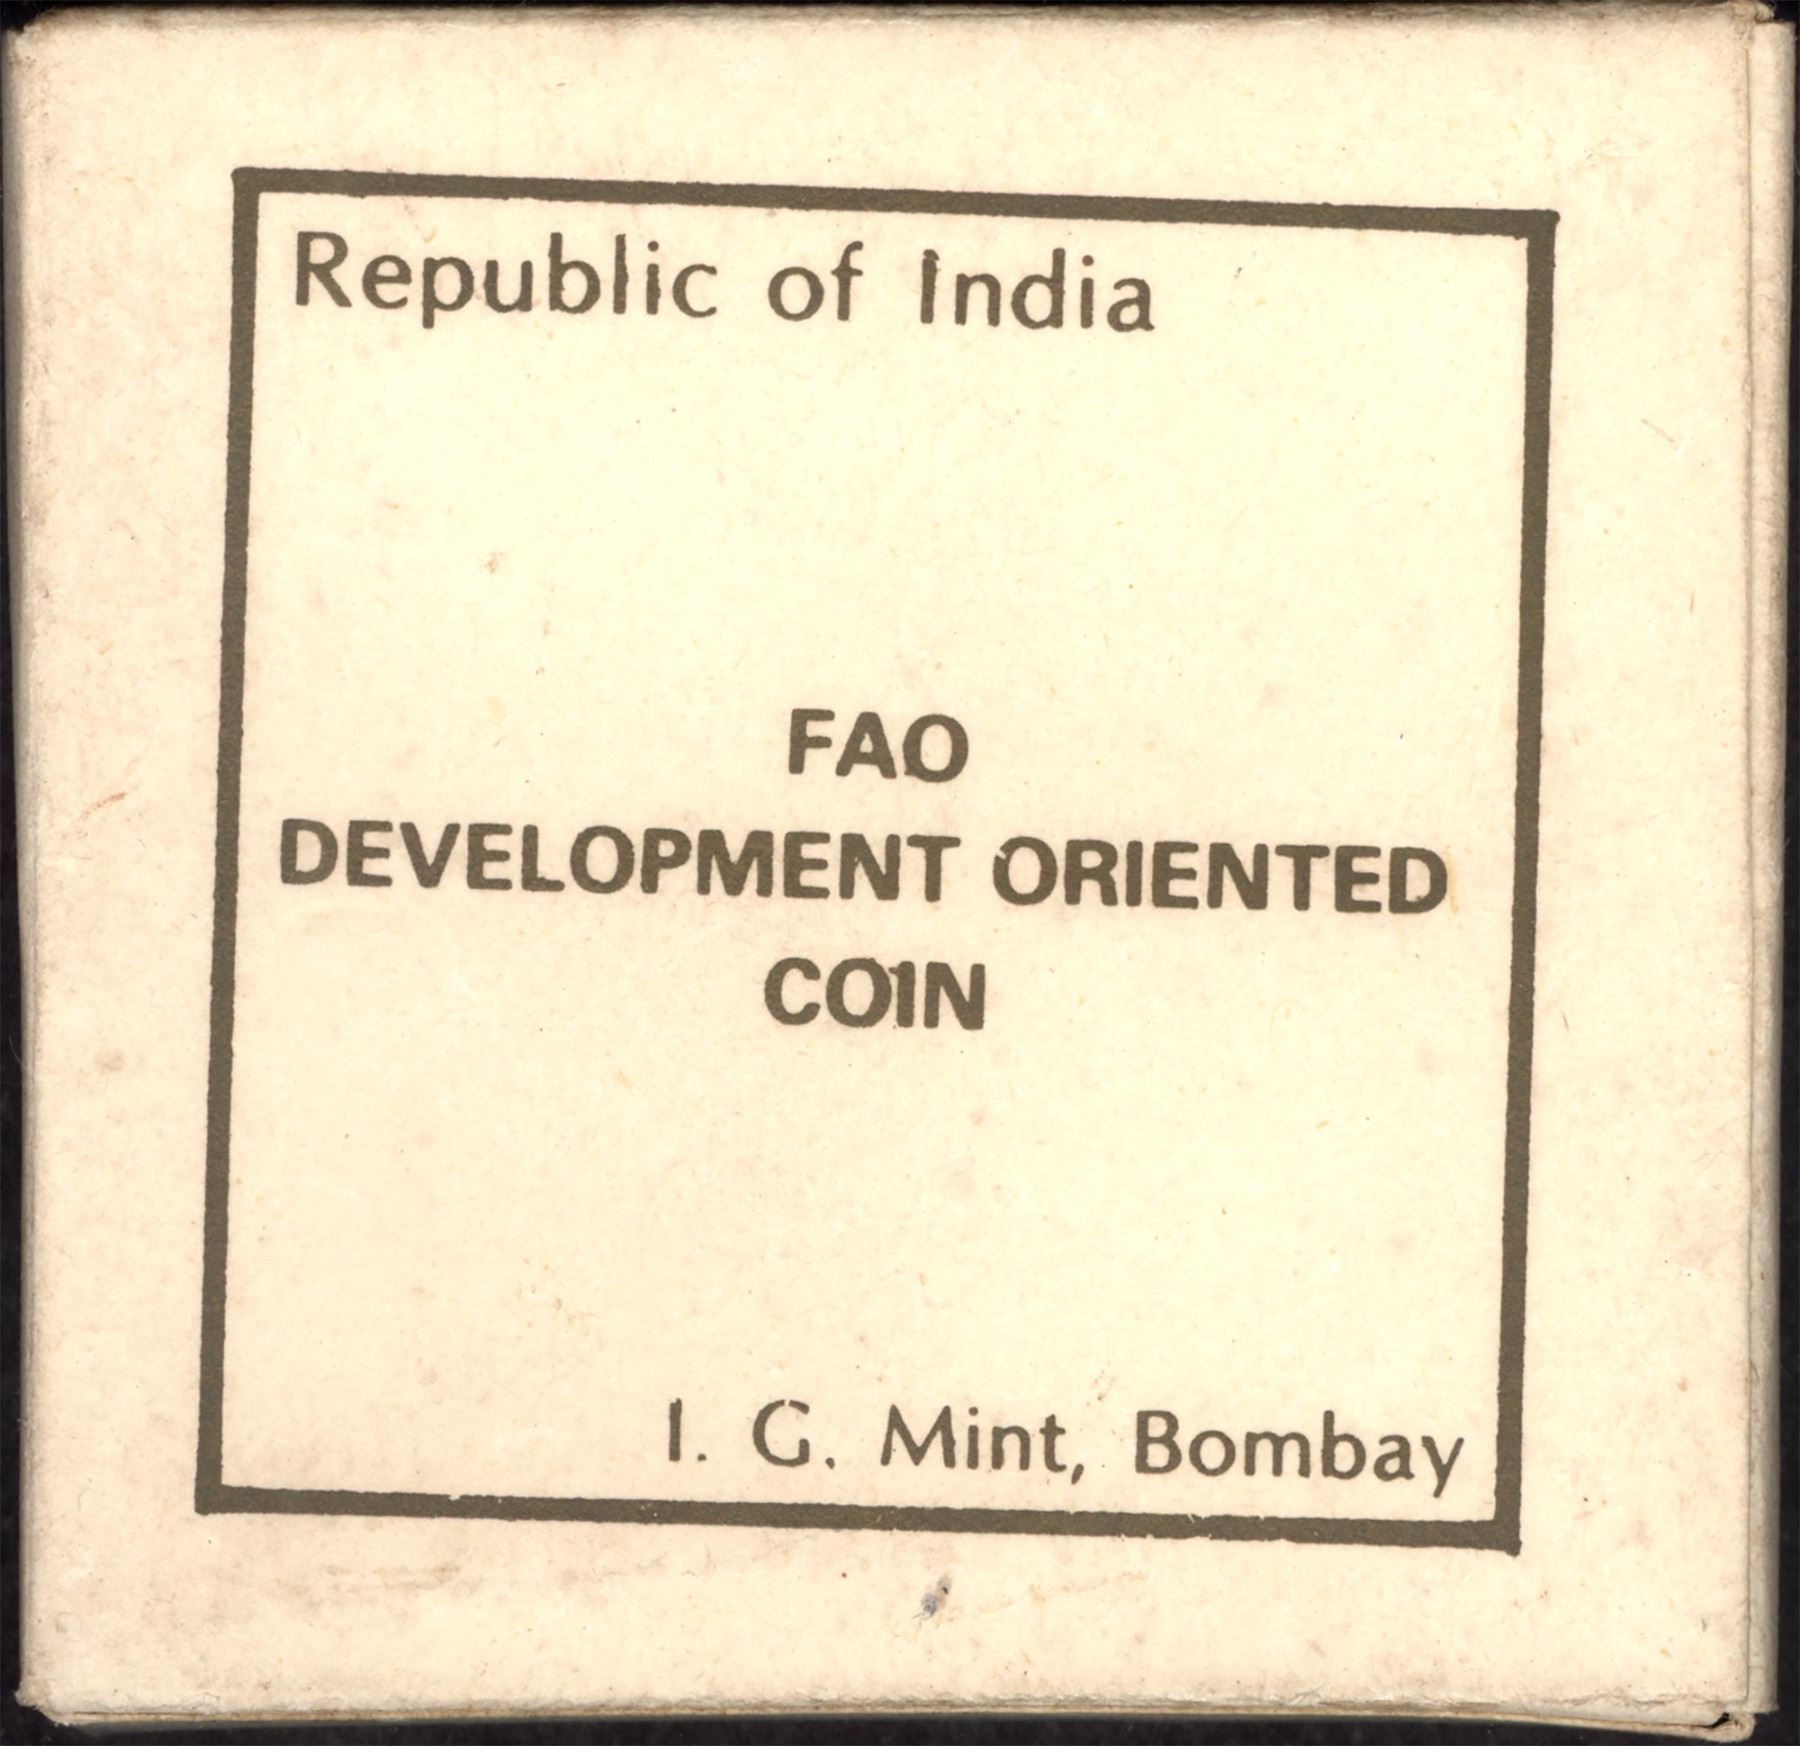 Republic of India
FAO
DEVELOPMENT ORIENTED
COIN
I. G. Mint, Bombay